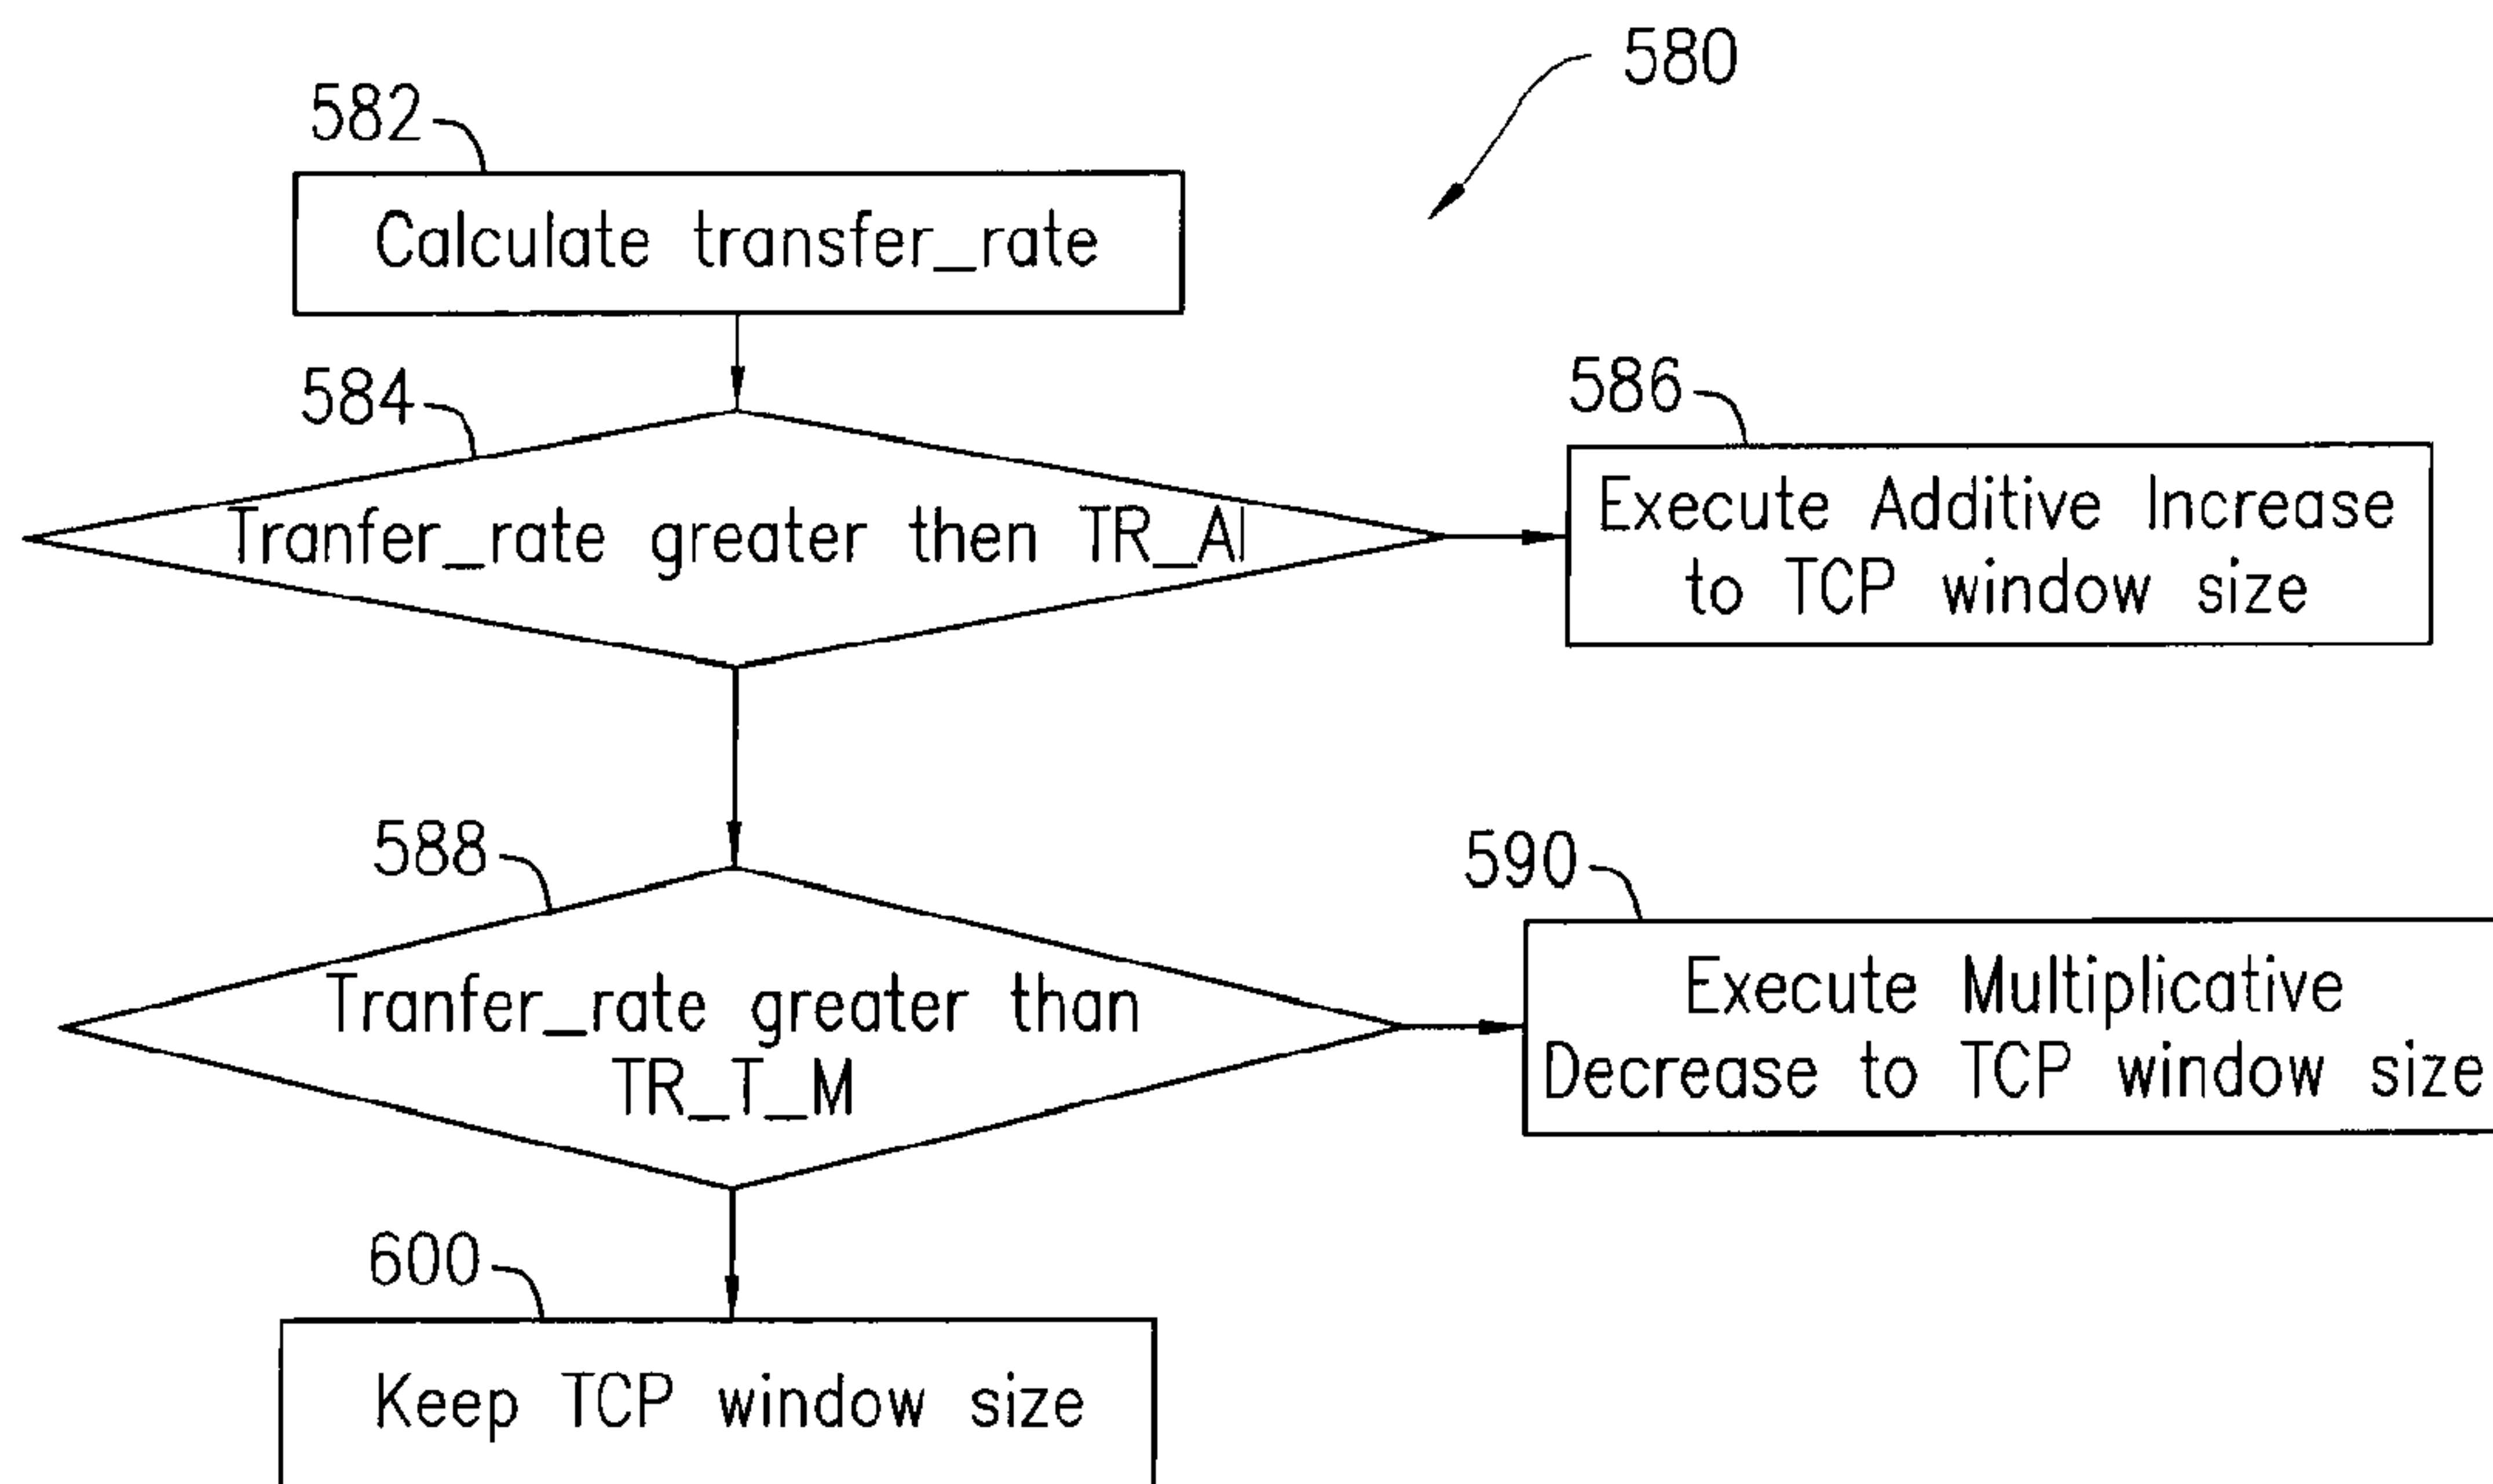 580
582
Calculate transfer_rate
584
Tranfer_rate greater then TR_AI
586
Execute Additive Increase
to TCP window size
588
Tranfer_rate greater than
TR_T_M
590
Execute Multiplicative
Decrease to TCP window size
600
Keep TCP window size